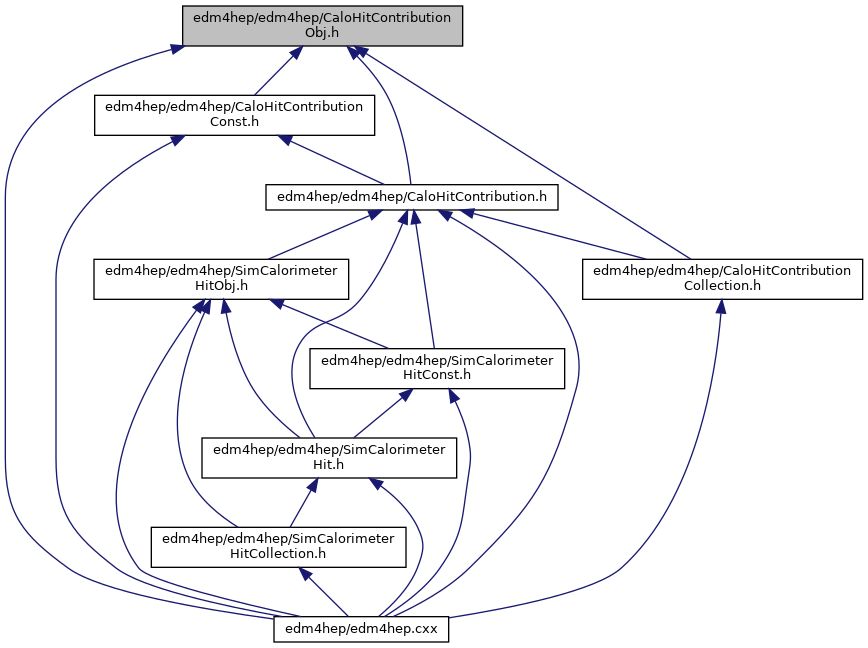 edm4hep/edm4hep/CaloHitContribution
Obj.h
edm4hep/edm4hep/CaloHitContribution
Const.h
edm4hep/edm4hep/CaloHitContribution.h
edm4hep/edm4hep/SimCalorimeter
HitObj.h
edm4hep/edm4hep/CaloHitContribution
Collection.h
edm4hep/edm4hep/SimCalorimeter
HitConst.h
edm4hep/edm4hep/SimCalorimeter
Hit.h
edm4hep/edm4hep/SimCalorimeter
HitCollection.h
edm4hep/edm4hep.cxx